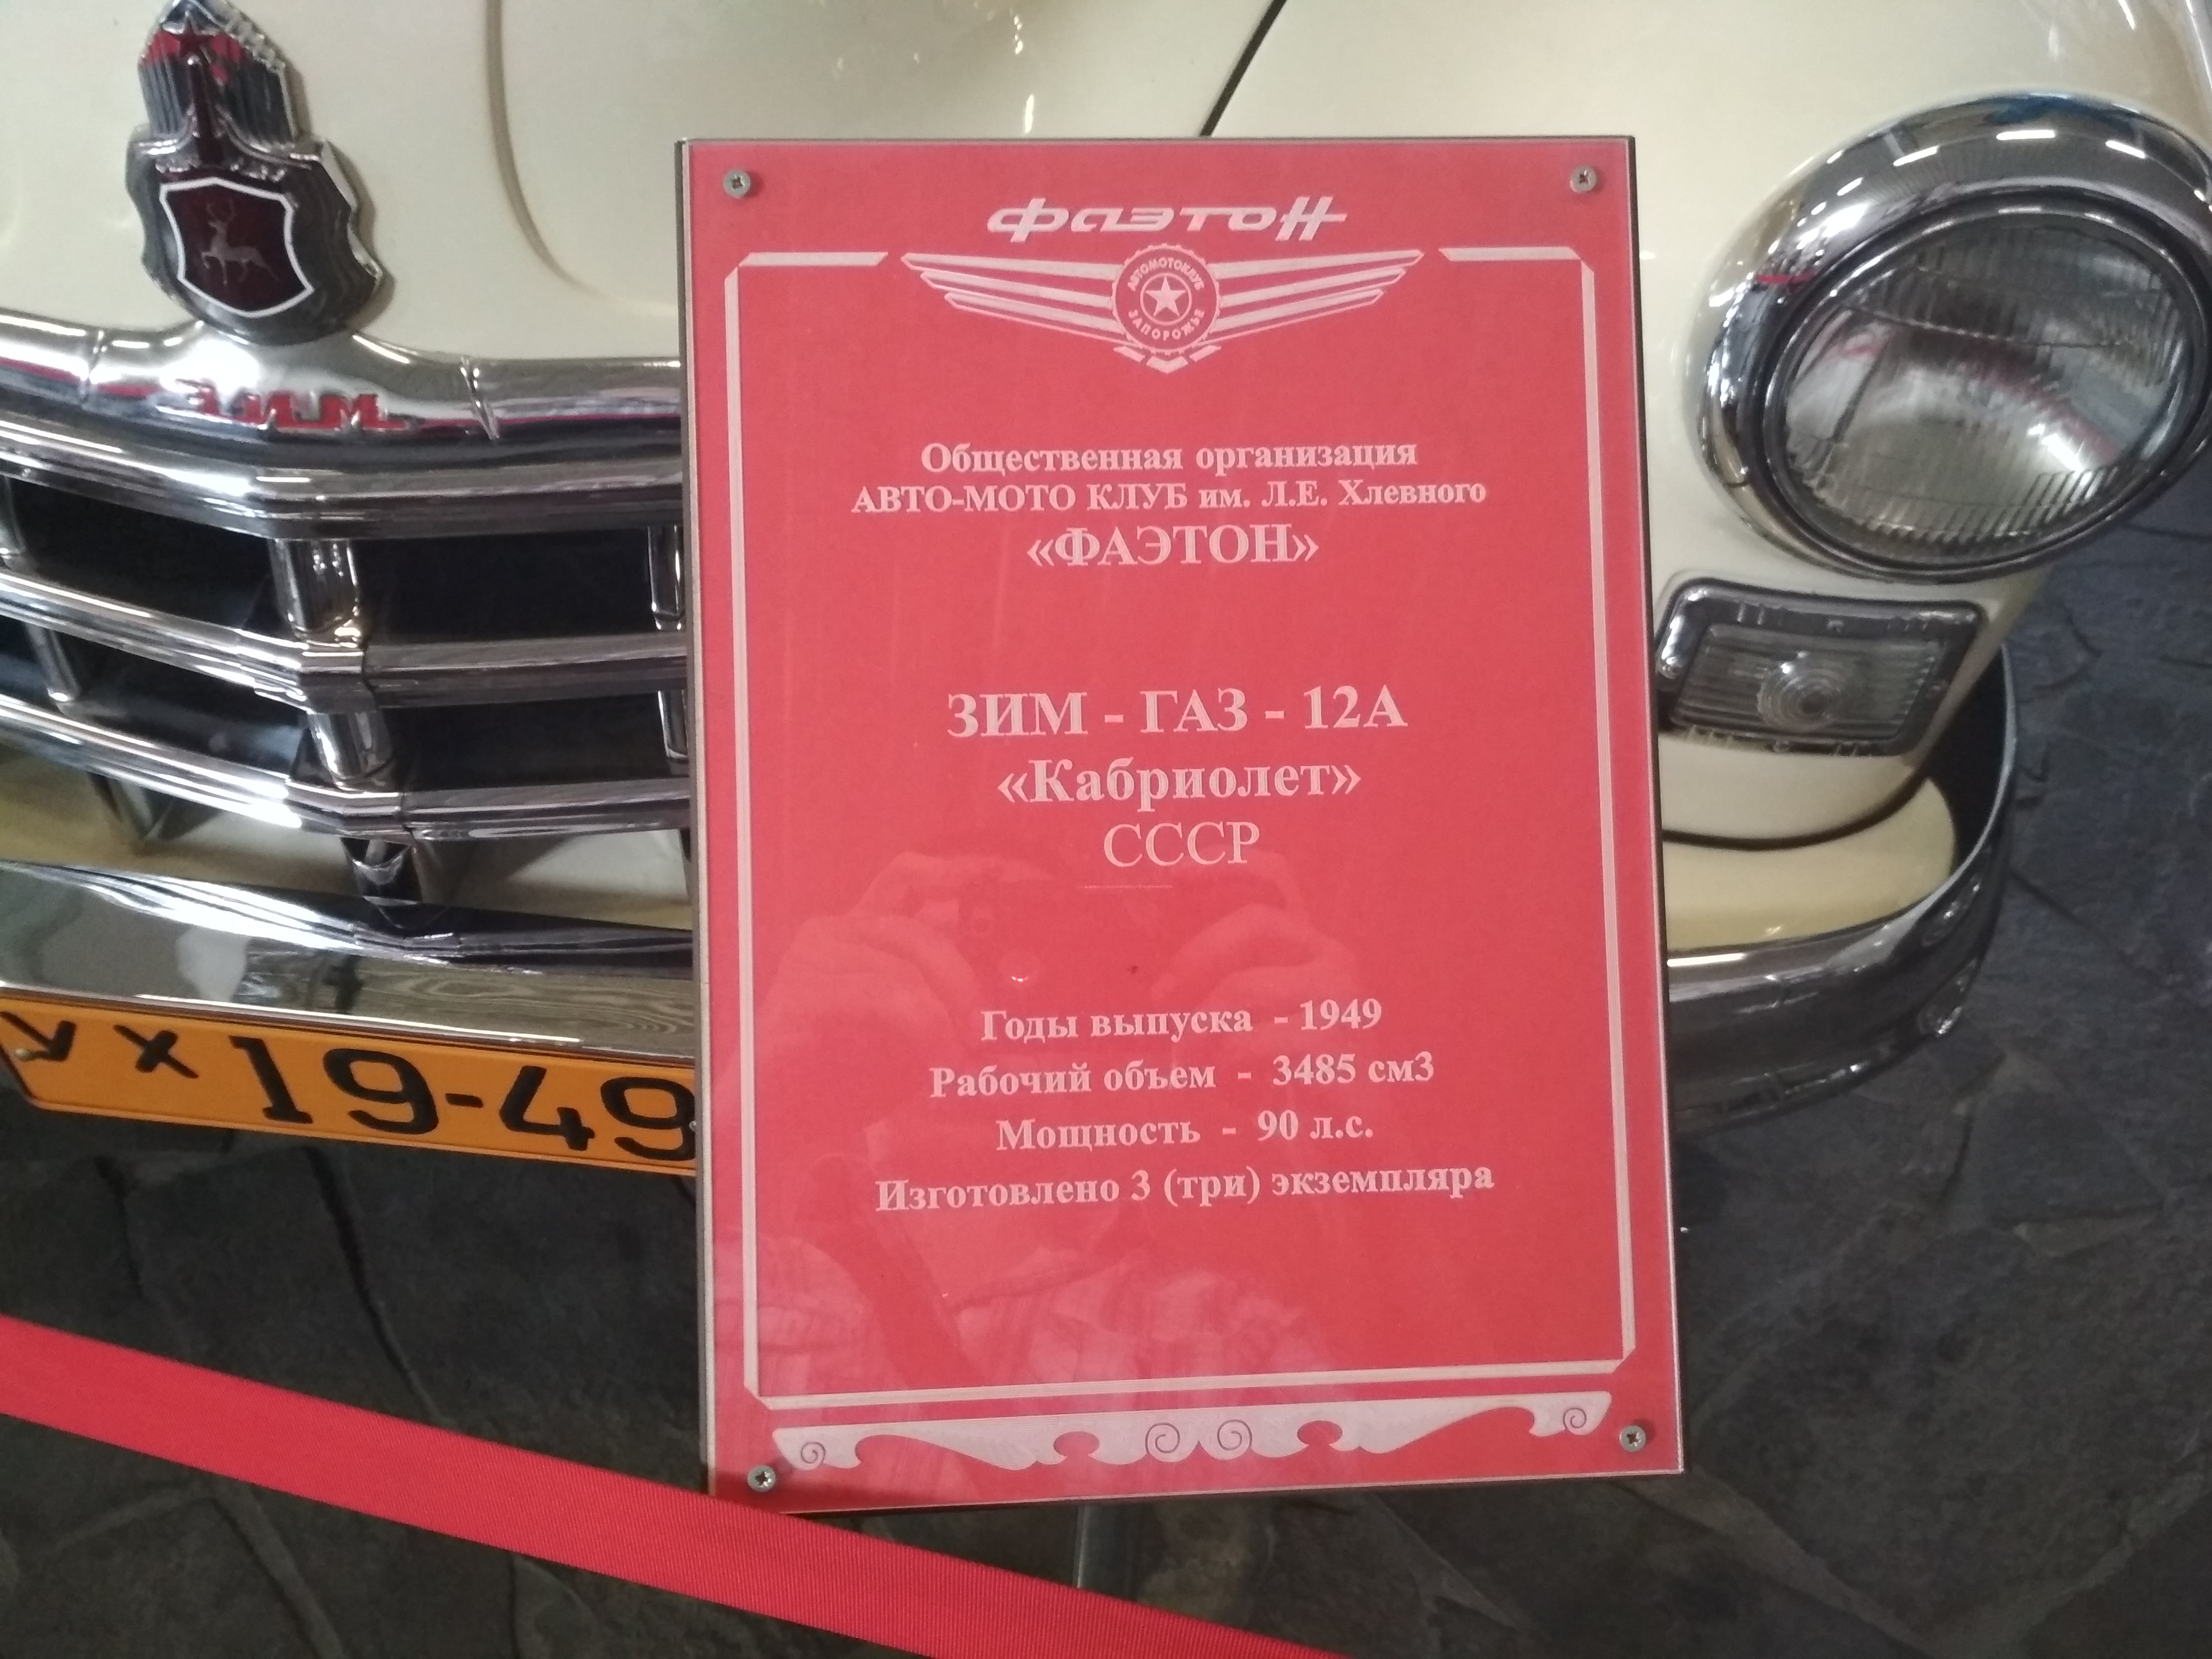 ФАЭТОН
АВТОМОТОКЛУБ
ЗАПОРОЖЬЕ
Общественная организация
АВТО-МОТО КЛУБ им. Л.Е. Хлевного
«ФАЭТОН»
ЗИМ - ГАЗ - 12А
«Кабриолет»
СССР
Годы выпуска - 1949
Рабочий объем - 3485 см3
Мощность - 90 л.с.
Изготовлено 3 (три) экземпляра
ЗИМ
УХ 19-49